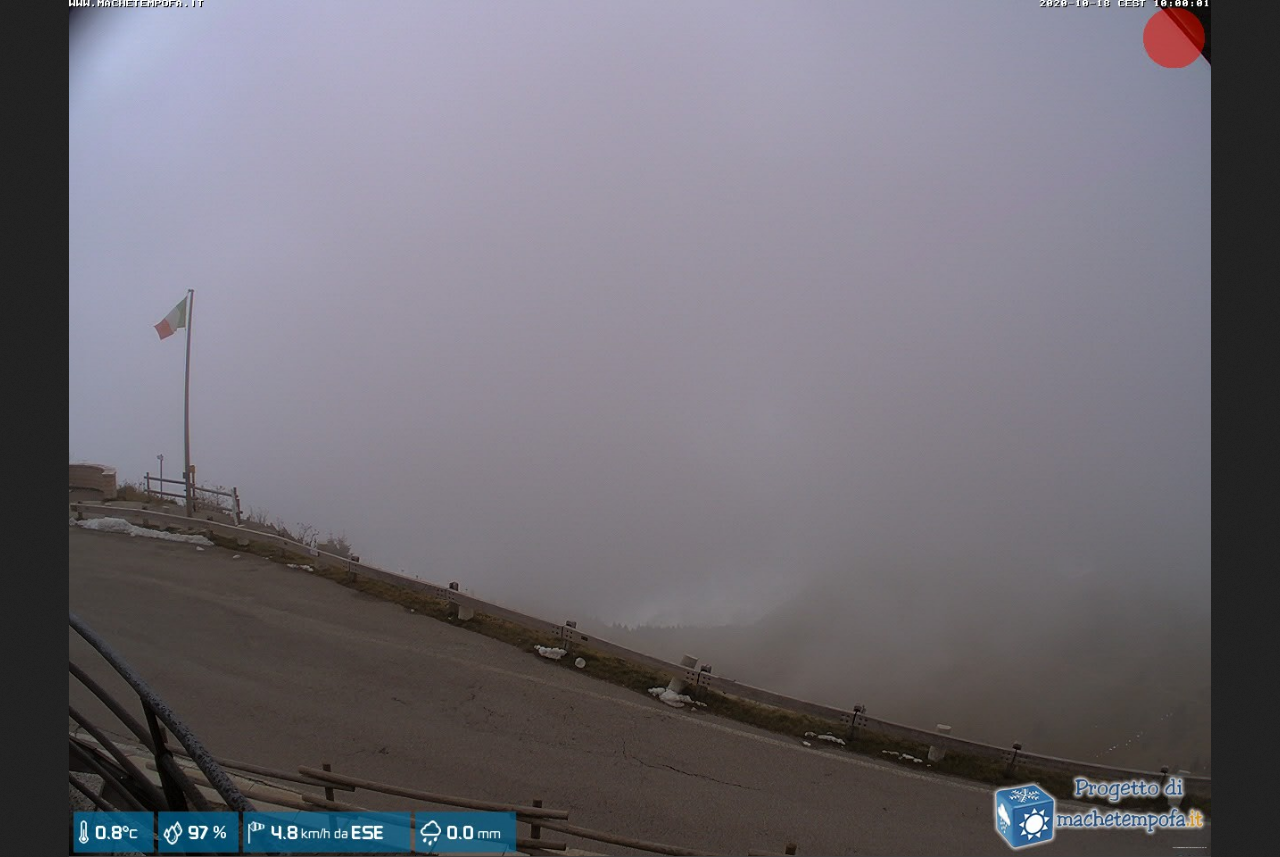 WWW.MACHETEMPOFA.IT
2020-10-18 CEST 10:00:01
0.8°C
97 %
4.8 km/h da ESE
0.0 mm
Progetto di
machetempofa.it